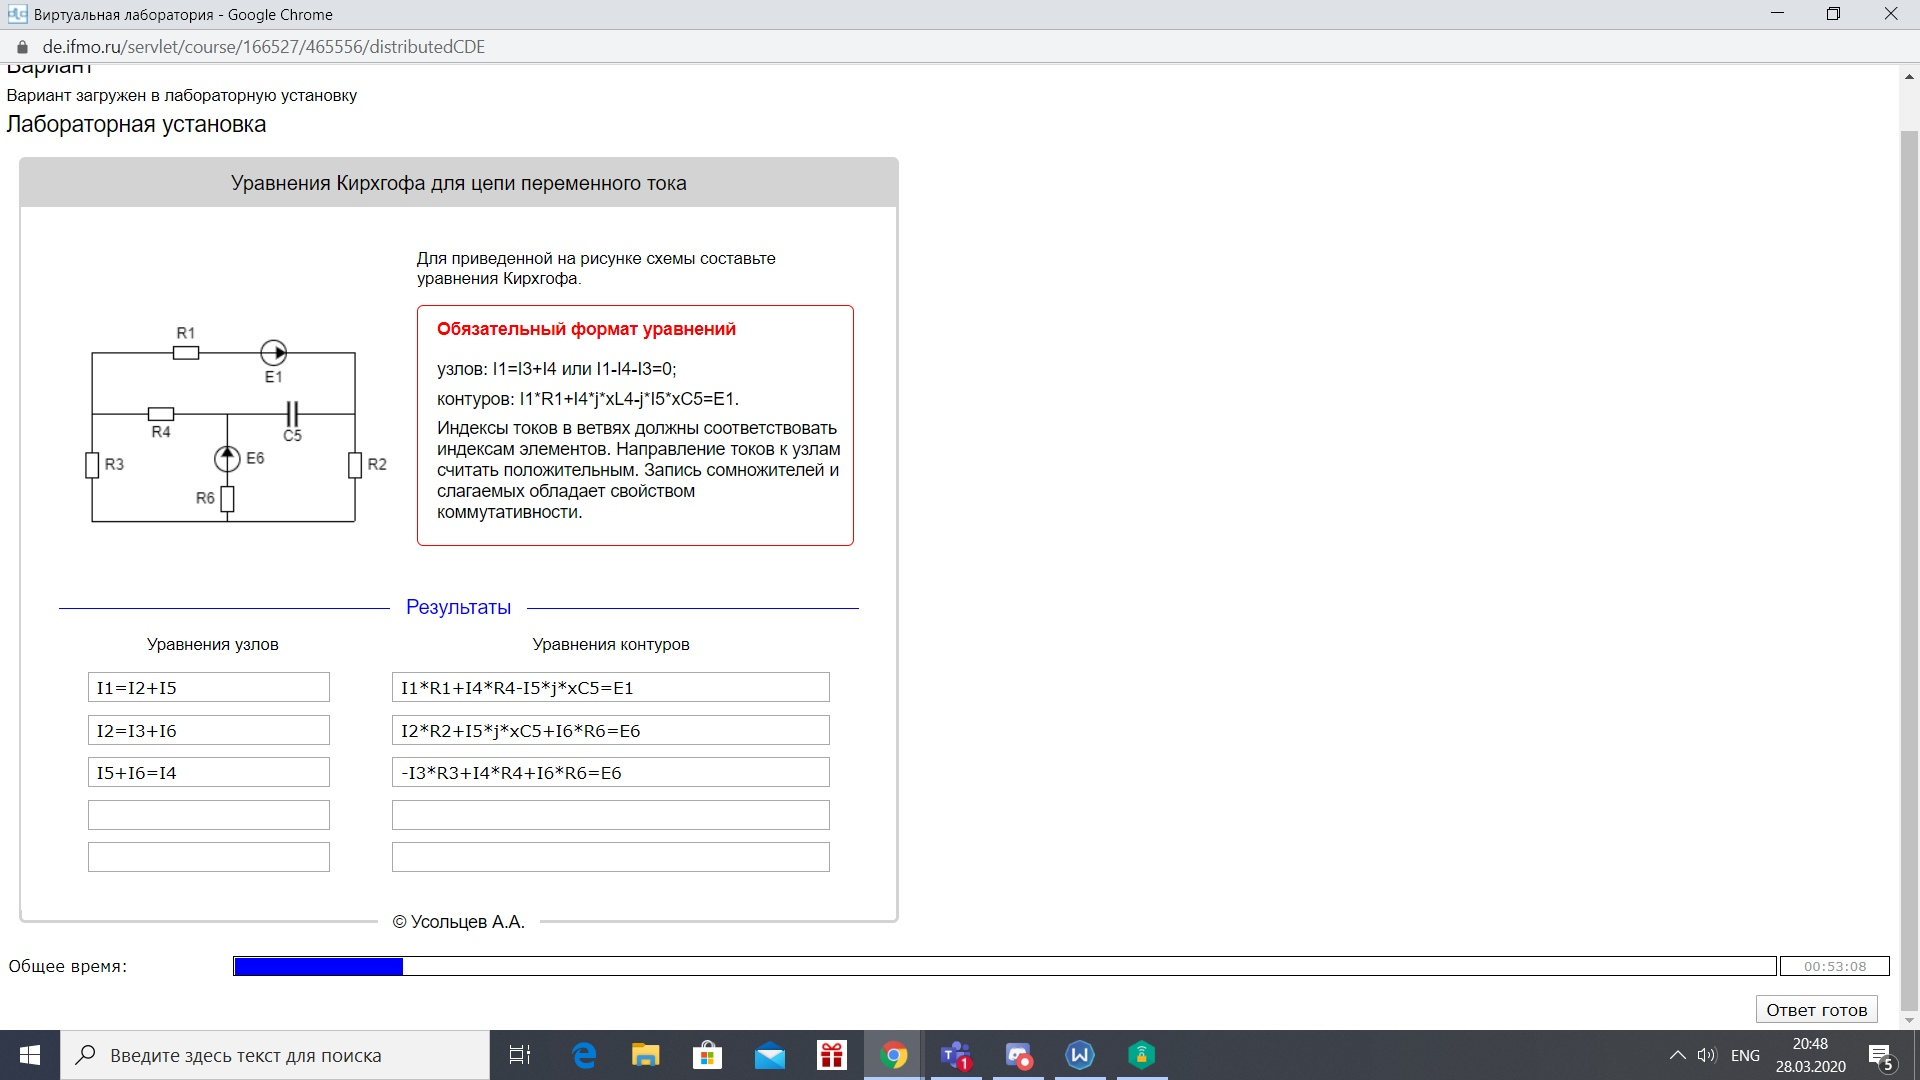 Виртуальная лаборатория - Google Chrome
de.ifmo.ru/servlet/course/166527/465556/distributedCDE
Вариант
Вариант загружен в лабораторную установку
Лабораторная установка
Уравнения Кирхгофа для цепи переменного тока
Для приведенной на рисунке схемы составьте
уравнения Кирхгофа.
Обязательный формат уравнений
узлов: I1=I3+I4 или I1-I4-I3=0;
контуров: I1*R1+I4*j*xL4-j*I5*xC5=E1.
Индексы токов в ветвях должны соответствовать
индексам элементов. Направление токов к узлам
считать положительным. Запись сомножителей и
слагаемых обладает свойством
коммутативности.
R1
E1
R4
C5
R3
E6
R2
R6
Результаты
Уравнения узлов
Уравнения контуров
I1=I2+I5
I1*R1+I4*R4-I5*j*xC5=E1
I2=I3+I6
I2*R2+I5*j*xC5+I6*R6=E6
I5+I6=I4
-I3*R3+I4*R4+I6*R6=E6
© Усольцев А.А.
Общее время:
00:53:08
Ответ готов
Введите здесь текст для поиска
1
ENG
20:48
28.03.2020
5